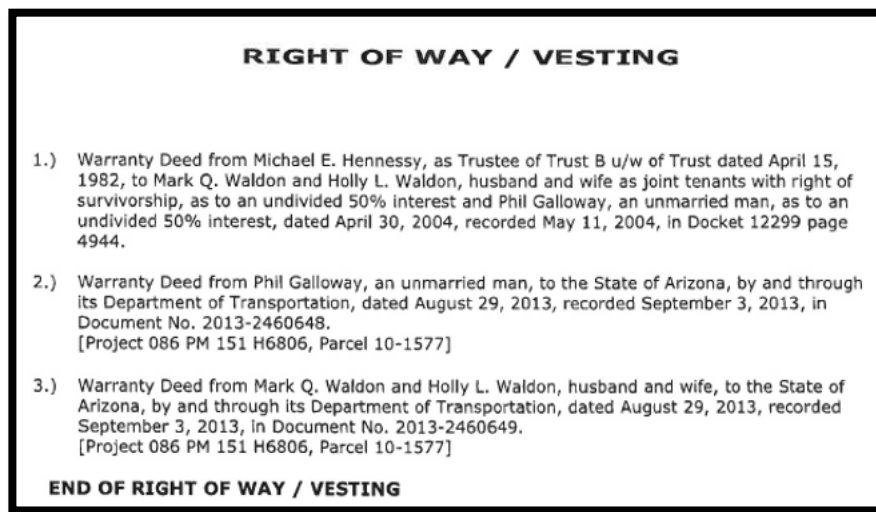 RIGHT OF WAY / VESTING
1.) Warranty Deed from Michael E. Hennessy, as Trustee of Trust B u/w of Trust dated April 15,
1982, to Mark Q. Waldon and Holly L. Waldon, husband and wife as joint tenants with right of
survivorship, as to an undivided 50% interest and Phil Galloway, an unmarried man, as to an
undivided 50% interest, dated April 30, 2004, recorded May 11, 2004, in Docket 12299 page
4944.
2.) Warranty Deed from Phil Galloway, an unmarried man, to the State of Arizona, by and through
its Department of Transportation, dated August 29, 2013, recorded September 3, 2013, in
Document No. 2013-2460648.
[Project 086 PM 151 H6806, Parcel 10-1577]
3.) Warranty Deed from Mark Q. Waldon and Holly L. Waldon, husband and wife, to the State of
Arizona, by and through its Department of Transportation, dated August 29, 2013, recorded
September 3, 2013, in Document No. 2013-2460649.
[Project 086 PM 151 H6806, Parcel 10-1577]
END OF RIGHT OF WAY / VESTING